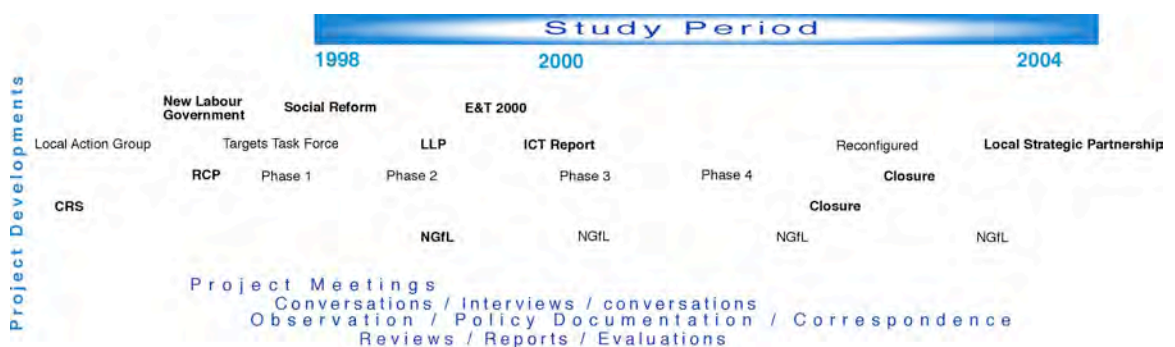 Study Period
1998 2000 2004
Project Developments
New Labour
Government
Social Reform E&T 2000
Local Action Group Targets Task Force LLP ICT Report Reconfigured Local Strategic Partnership
RCP Phase 1 Phase 2 Phase 3 Phase 4 Closure
CRS Closure
NGfL NGfL NGfL NGfL
Project Meetings
Conversations / Interviews / conversations
Observation / Policy Documentation / Correspondence
Reviews / Reports / Evaluations